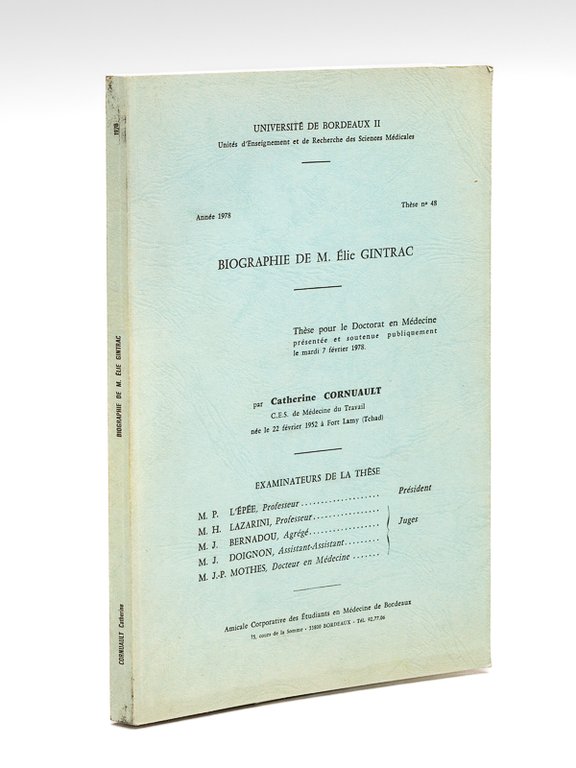 UNIVERSITÉ DE BORDEAUX II
Unités d'Enseignement et de Recherche des Sciences Médicales
Année 1978
Thèse nº 48
BIOGRAPHIE DE M. Élie GINTRAC
Thèse pour le Doctorat en Médecine
présentée et soutenue publiquement
le mardi 7 février 1978.
par Catherine CORNUAULT
C.E.S. de Médecine du Travail
née le 22 février 1952 à Fort Lamy (Tchad)
EXAMINATEURS DE LA THÈSE
M. P. L'ÉPÉE, Professeur ................... Président
M. H. LAZARINI, Professeur ................
M. J. BERNADOU, Agrégé .................. Juges
M. J. DOIGNON, Assistant-Assistant .........
M. J.-P. MOTHES, Docteur en Médecine .......
Amicale Corporative des Étudiants en Médecine de Bordeaux
75, cours de la Somme - 33800 BORDEAUX - Tél. 92.77.06
1978
BIOGRAPHIE DE M. ÉLIE GINTRAC
CORNUAULT Catherine